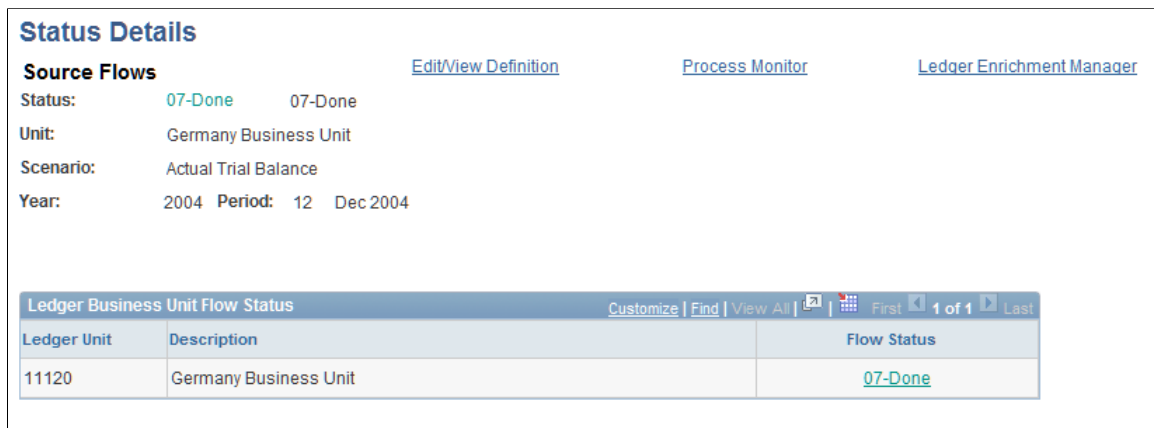 Status Details
Source Flows Edit/View Definition Process Monitor Ledger Enrichment Manager
Status: 07-Done 07-Done
Unit: Germany Business Unit
Scenario: Actual Trial Balance
Year: 2004 Period: 12 Dec 2004
Ledger Business Unit Flow Status Customize | Find | View All | | First 1 of 1 Last
Ledger Unit Description Flow Status
11120 Germany Business Unit 07-Done